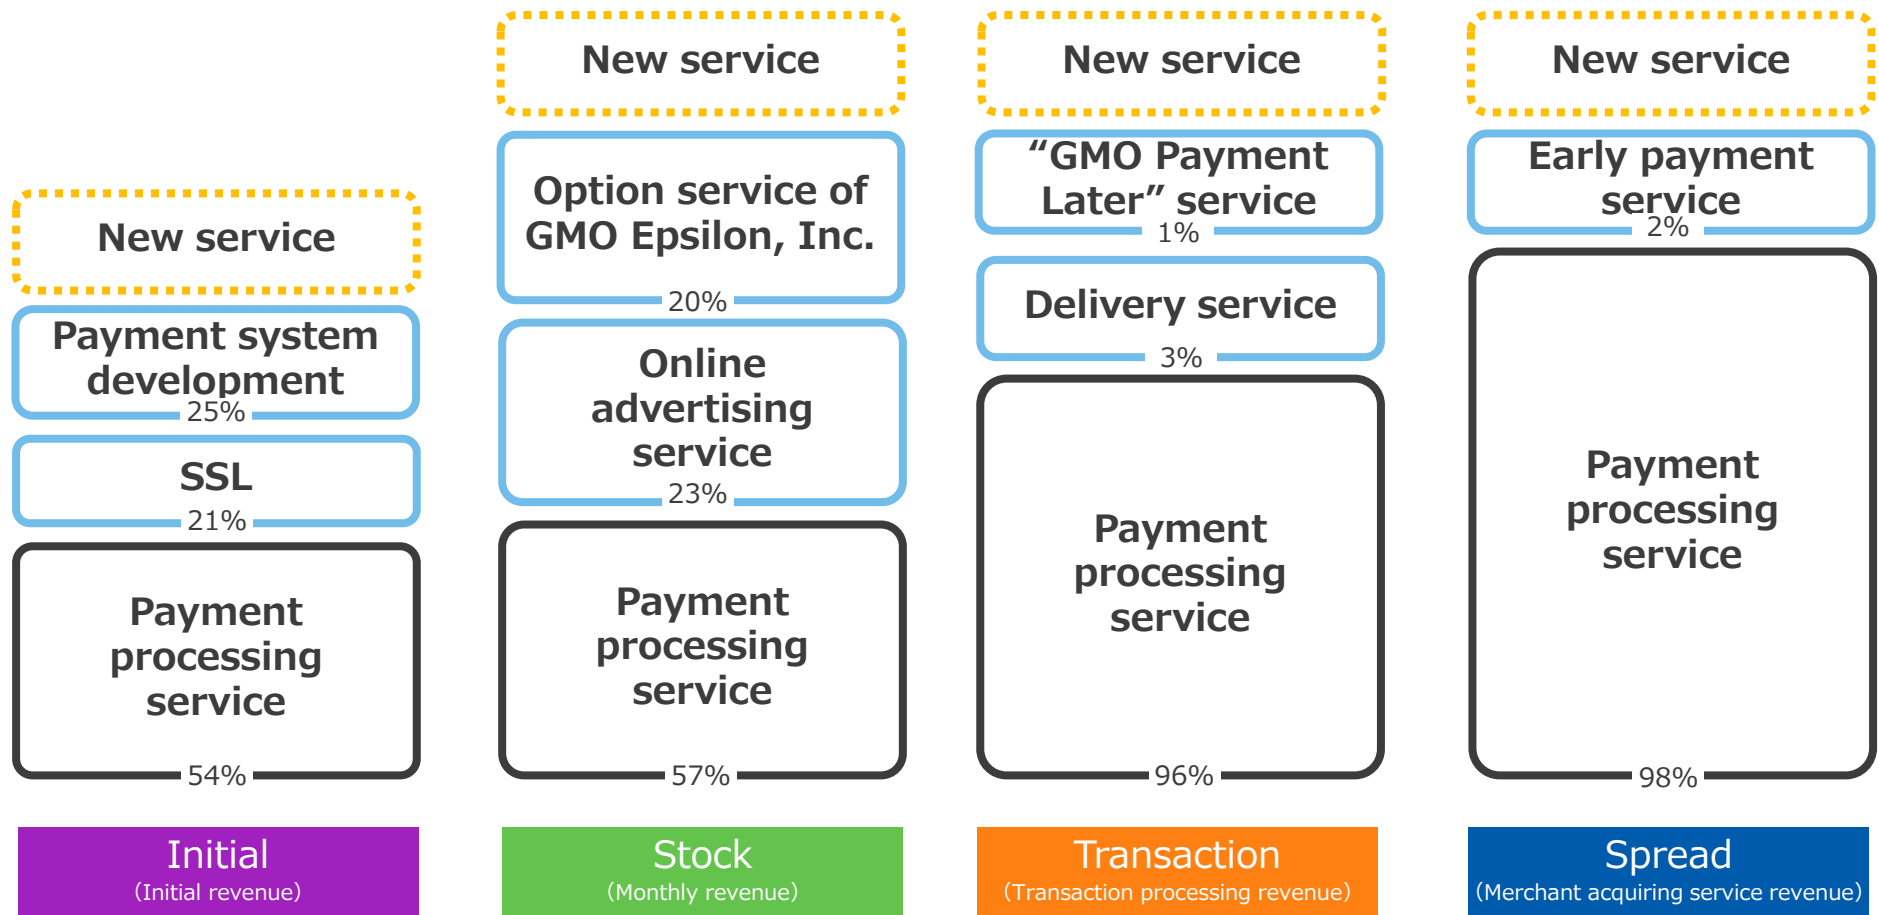 New service
Payment system
development
25%
SSL
21%
Payment
processing
service
54%
Initial
(Initial revenue)
New service
Option service of
GMO Epsilon, Inc.
20%
Online
advertising
service
23%
Payment
processing
service
57%
Stock
(Monthly revenue)
New service
“GMO Payment
Later” service
1%
Delivery service
3%
Payment
processing
service
96%
Transaction
(Transaction processing revenue)
New service
Early payment
service
2%
Payment
processing
service
98%
Spread
(Merchant acquiring service revenue)